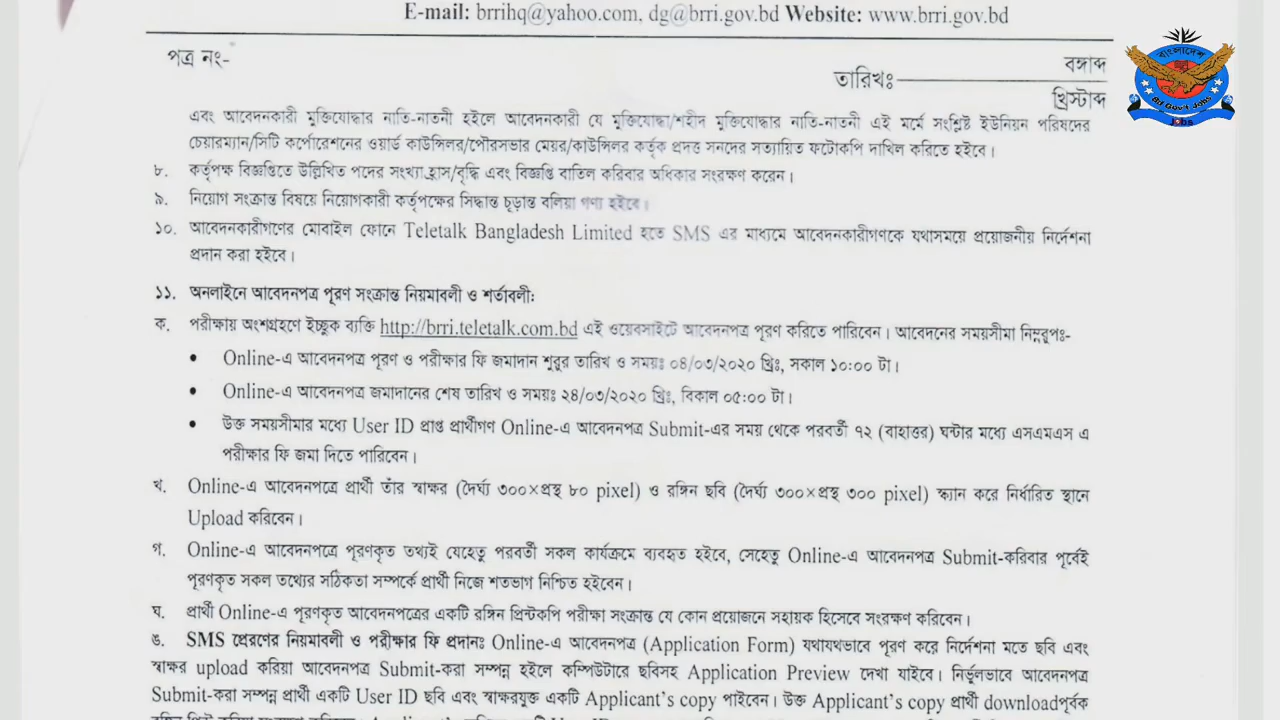 E-mail: brrihq@yahoo.com, dg@brri.gov.bd Website: www.brri.gov.bd
পত্র নং-
বঙ্গাব্দ
তারিখঃ
খ্রিস্টাব্দ
বাংলাদেশ
Bd Gov't Jobs
Jobs
এবং আবেদনকারী মুক্তিযোদ্ধার নাতি-নাতনী হইলে আবেদনকারী যে মুক্তিযোদ্ধা/শহীদ মুক্তিযোদ্ধার নাতি-নাতনী এই মর্মে সংশ্লিষ্ট ইউনিয়ন পরিষদের
চেয়ারম্যান/সিটি কর্পোরেশনের ওয়ার্ড কাউন্সিলর/পৌরসভার মেয়র/কাউন্সিলর কর্তৃক প্রদত্ত সনদের সত্যায়িত ফটোকপি দাখিল করিতে হইবে।
৮. কর্তৃপক্ষ বিজ্ঞপ্তিতে উল্লিখিত পদের সংখ্যা হ্রাস/বৃদ্ধি এবং বিজ্ঞপ্তি বাতিল করিবার অধিকার সংরক্ষণ করেন।
৯. নিয়োগ সংক্রান্ত বিষয়ে নিয়োগকারী কর্তৃপক্ষের সিদ্ধান্ত চূড়ান্ত বলিয়া গণ্য হইবে।
১০. আবেদনকারীগণের মোবাইল ফোনে Teletalk Bangladesh Limited হতে SMS এর মাধ্যমে আবেদনকারীগণকে যথাসময়ে প্রয়োজনীয় নির্দেশনা
প্রদান করা হইবে।
১১. অনলাইনে আবেদনপত্র পূরণ সংক্রান্ত নিয়মাবলী ও শর্তাবলী:
ক. পরীক্ষায় অংশগ্রহণে ইচ্ছুক ব্যক্তি http://brri.teletalk.com.bd এই ওয়েবসাইটে আবেদনপত্র পূরণ করিতে পারিবেন। আবেদনের সময়সীমা নিম্নরূপঃ-
• Online-এ আবেদনপত্র পূরণ ও পরীক্ষার ফি জমাদান শুরুর তারিখ ও সময়ঃ ০৪/০৩/২০২০ খ্রিঃ, সকাল ১০:০০ টা।
• Online-এ আবেদনপত্র জমাদানের শেষ তারিখ ও সময়ঃ ২৪/০৩/২০২০ খ্রিঃ, বিকাল ০৫:০০ টা।
• উক্ত সময়সীমার মধ্যে User ID প্রাপ্ত প্রার্থীগণ Online-এ আবেদনপত্র Submit-এর সময় থেকে পরবর্তী ৭২ (বাহাত্তর) ঘন্টার মধ্যে এসএমএস এ
পরীক্ষার ফি জমা দিতে পারিবেন।
খ. Online-এ আবেদনপত্রে প্রার্থী তাঁর স্বাক্ষর (দৈর্ঘ্য ৩০০×প্রস্থ ৮০ pixel) ও রঙ্গিন ছবি (দৈর্ঘ্য ৩০০×প্রস্থ ৩০০ pixel) স্ক্যান করে নির্ধারিত স্থানে
Upload করিবেন।
গ. Online-এ আবেদনপত্রে পূরণকৃত তথ্যই যেহেতু পরবর্তী সকল কার্যক্রমে ব্যবহৃত হইবে, সেহেতু Online-এ আবেদনপত্র Submit-করিবার পূর্বেই
পূরণকৃত সকল তথ্যের সঠিকতা সম্পর্কে প্রার্থী নিজে শতভাগ নিশ্চিত হইবেন।
ঘ. প্রার্থী Online-এ পূরণকৃত আবেদনপত্রের একটি রঙ্গিন প্রিন্টকপি পরীক্ষা সংক্রান্ত যে কোন প্রয়োজনে সহায়ক হিসেবে সংরক্ষণ করিবেন।
ঙ. SMS প্রেরণের নিয়মাবলী ও পরীক্ষার ফি প্রদানঃ Online-এ আবেদনপত্র (Application Form) যথাযথভাবে পূরণ করে নির্দেশনা মতে ছবি এবং
স্বাক্ষর upload করিয়া আবেদনপত্র Submit-করা সম্পন্ন হইলে কম্পিউটারে ছবিসহ Application Preview দেখা যাইবে। নির্ভুলভাবে আবেদনপত্র
Submit-করা সম্পন্ন প্রার্থী একটি User ID ছবি এবং স্বাক্ষরযুক্ত একটি Applicant's copy পাইবেন। উক্ত Applicant's copy প্রার্থী downloadপূর্বক